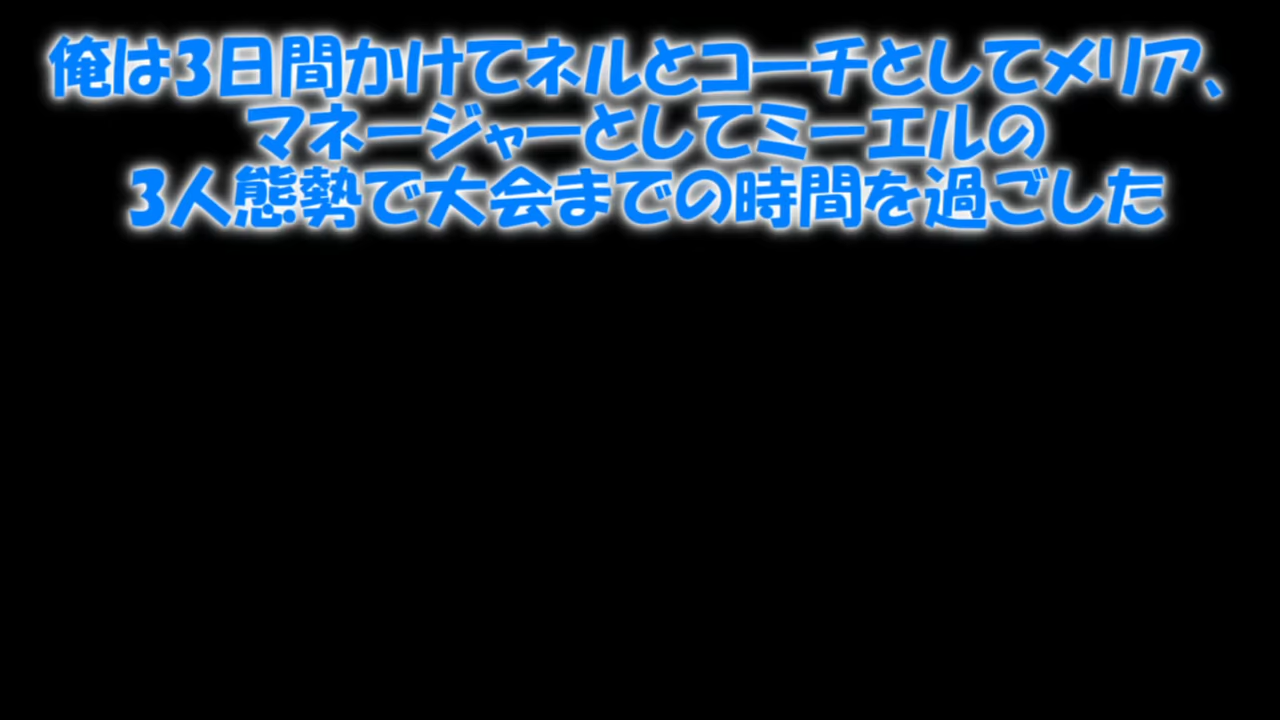 俺は3日間かけてネルとコーチとしてメリア、
マネージャーとしてミーエルの
3人態勢で大会までの時間を過ごした